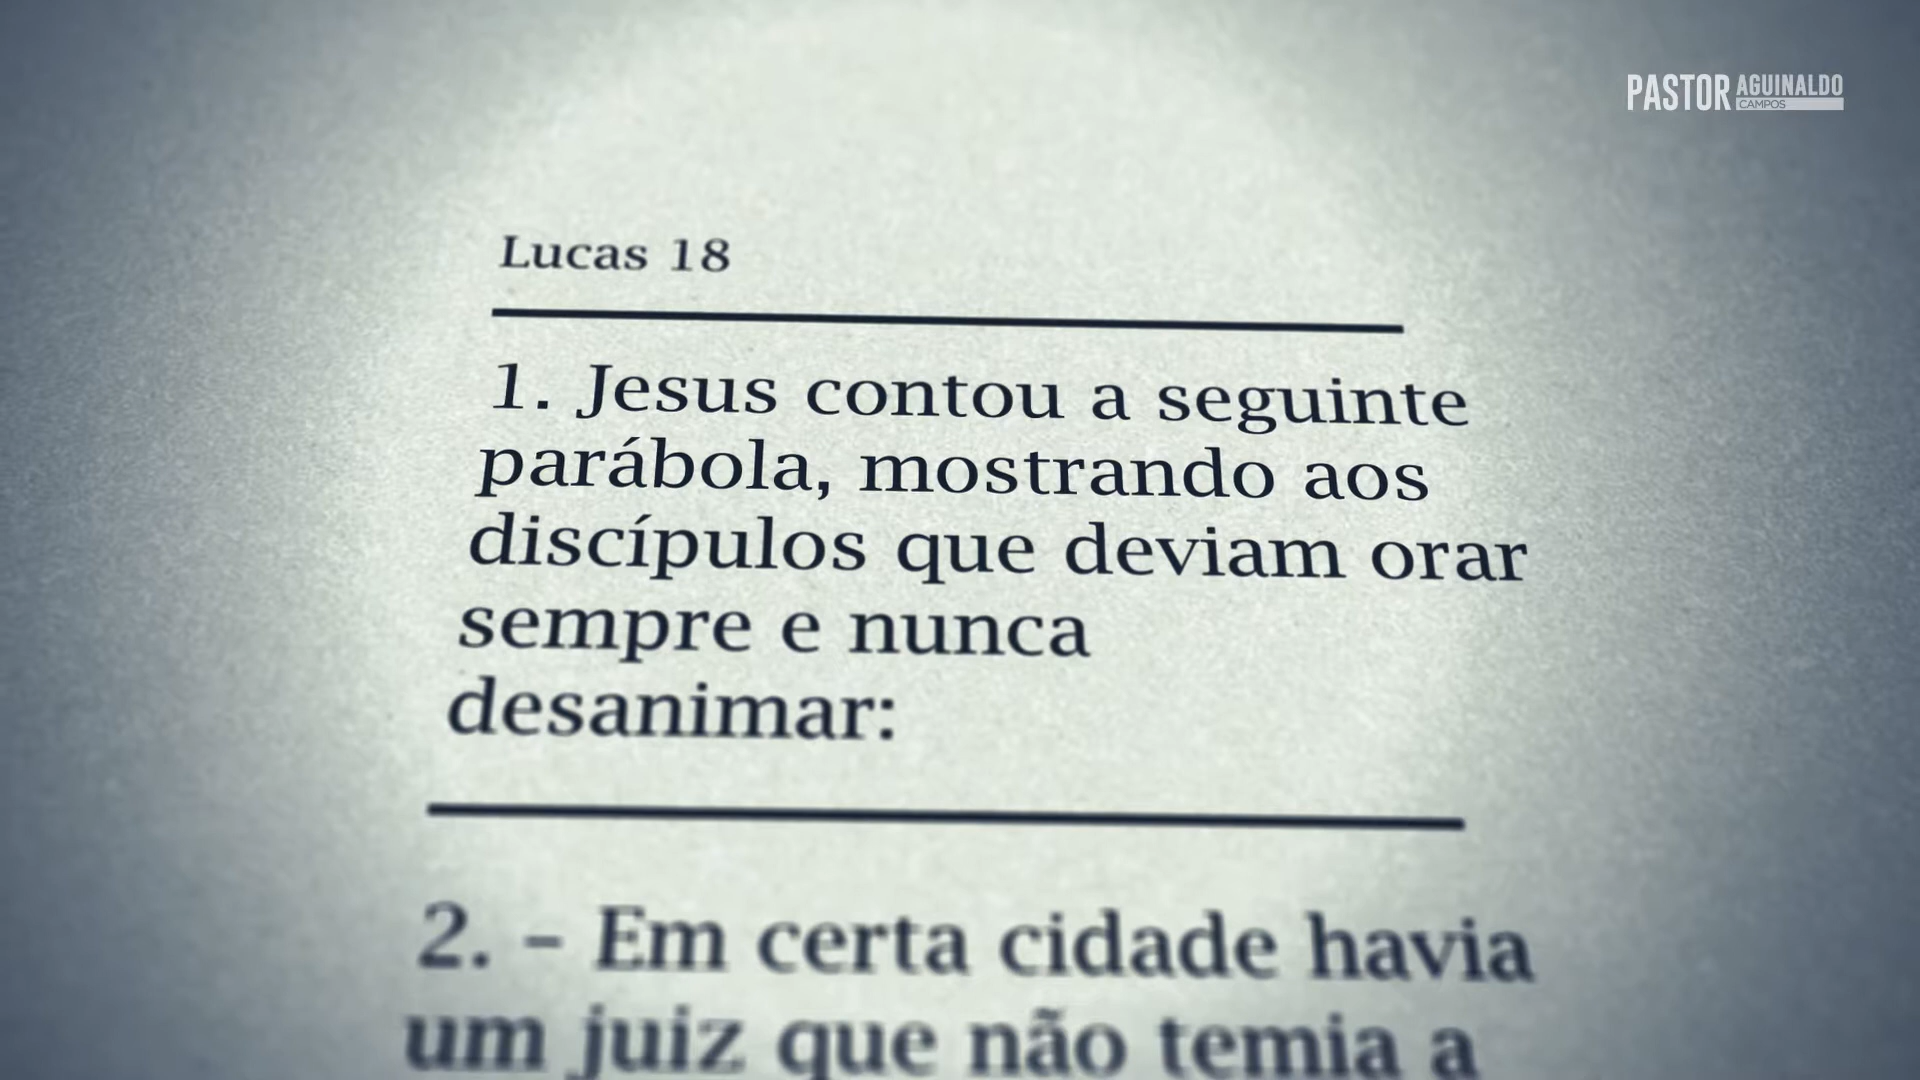 PASTOR AGUINALDO
CAMPOS
Lucas 18
1. Jesus contou a seguinte
parábola, mostrando aos
discípulos que deviam orar
sempre e nunca
desanimar:
2. – Em certa cidade havia
um juiz que não temia a